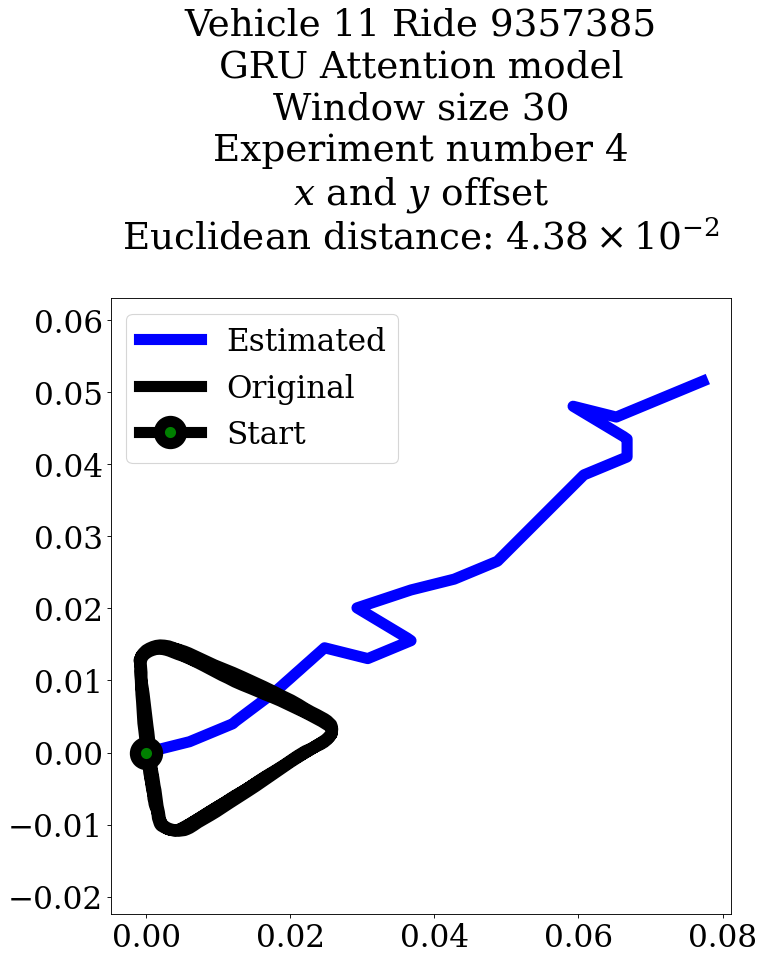 Vehicle 11 Ride 9357385
GRU Attention model
Window size 30
Experiment number 4
x and y offset
Euclidean distance: 4.38 × 10⁻²
Estimated
Original
Start
0.06
0.05
0.04
0.03
0.02
0.01
0.00
−0.01
−0.02
0.00 0.02 0.04 0.06 0.08